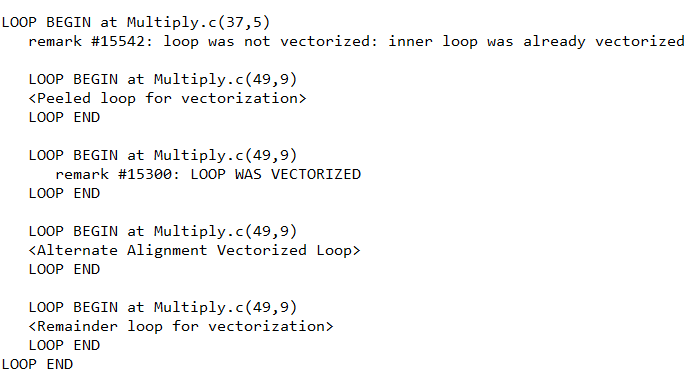 LOOP BEGIN at Multiply.c(37,5)
remark #15542: loop was not vectorized: inner loop was already vectorized
LOOP BEGIN at Multiply.c(49,9)
<Peeled loop for vectorization>
LOOP END
LOOP BEGIN at Multiply.c(49,9)
remark #15300: LOOP WAS VECTORIZED
LOOP END
LOOP BEGIN at Multiply.c(49,9)
<Alternate Alignment Vectorized Loop>
LOOP END
LOOP BEGIN at Multiply.c(49,9)
<Remainder loop for vectorization>
LOOP END
LOOP END